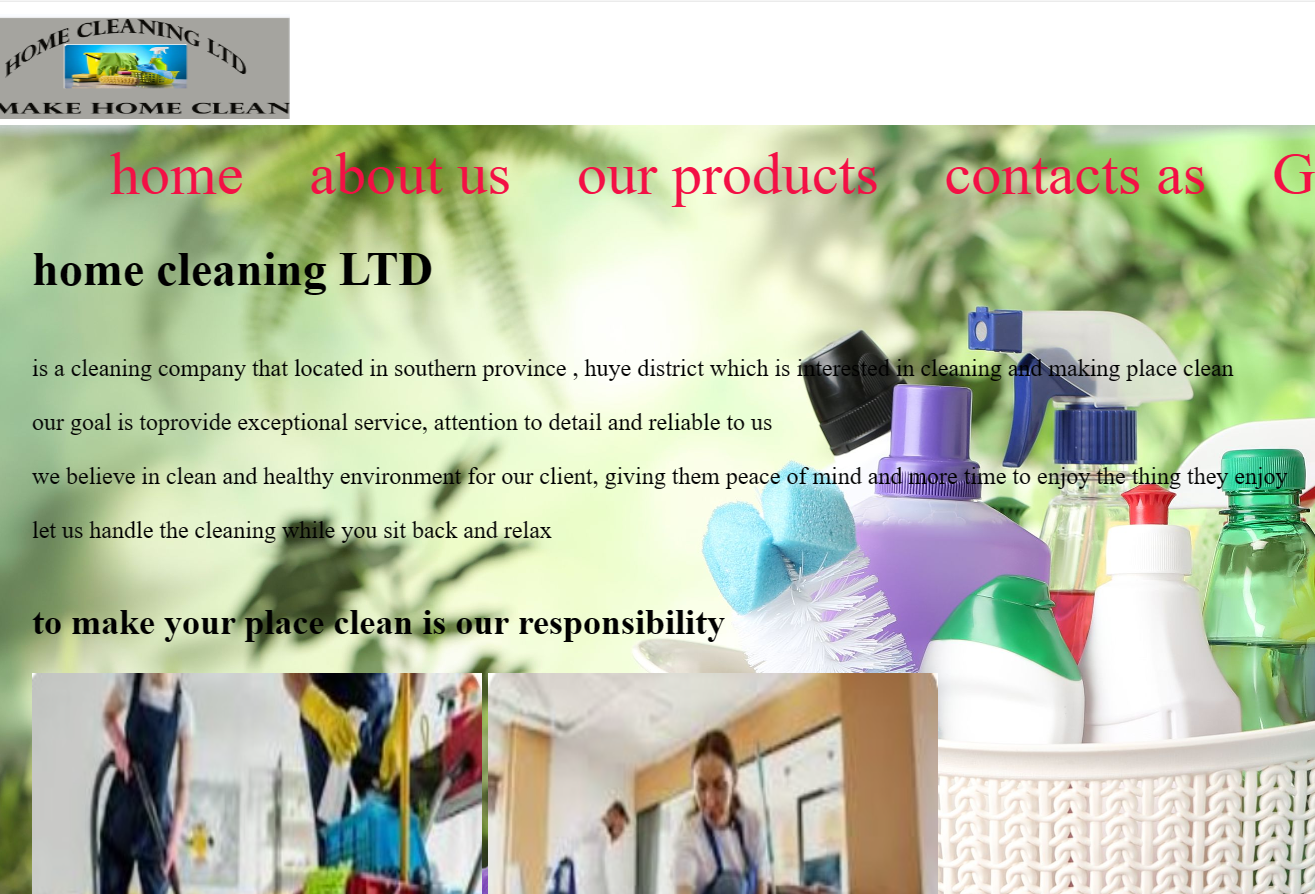 HOME CLEANING LTD
MAKE HOME CLEAN
home about us our products contacts as G
home cleaning LTD
is a cleaning company that located in southern province , huye district which is interested in cleaning and making place clean
our goal is toprovide exceptional service, attention to detail and reliable to us
we believe in clean and healthy environment for our client, giving them peace of mind and more time to enjoy the thing they enjoy
let us handle the cleaning while you sit back and relax
to make your place clean is our responsibility